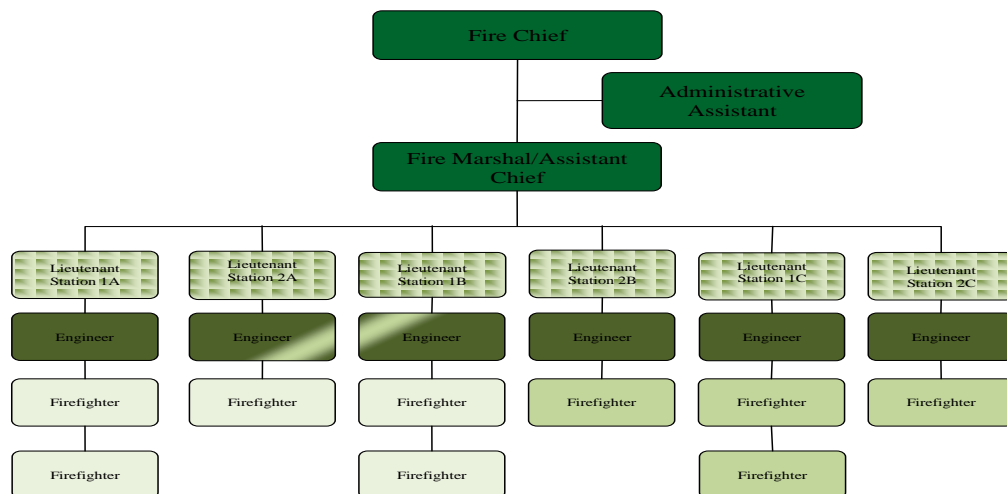 Fire Chief
Administrative
Assistant
Fire Marshal/Assistant
Chief
Lieutenant
Station 1A
Lieutenant
Station 2A
Lieutenant
Station 1B
Lieutenant
Station 2B
Lieutenant
Station 1C
Lieutenant
Station 2C
Engineer
Engineer
Engineer
Engineer
Engineer
Engineer
Firefighter
Firefighter
Firefighter
Firefighter
Firefighter
Firefighter
Firefighter
Firefighter
Firefighter